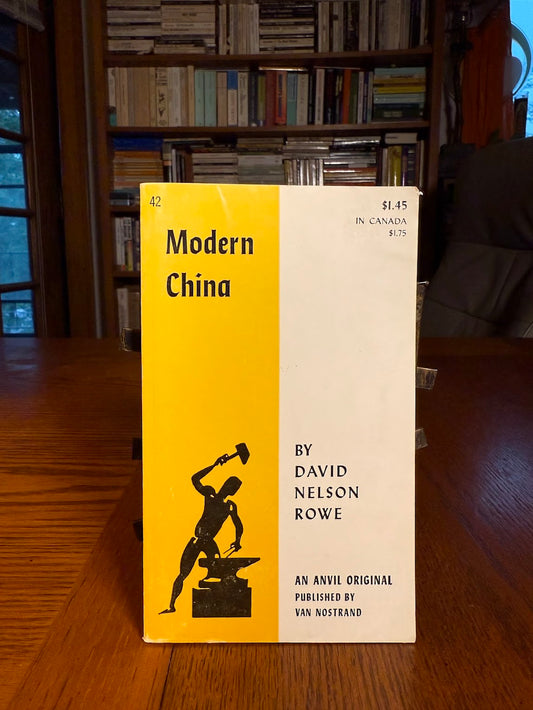 42
$1.45
IN CANADA
$1.75
Modern
China
BY
DAVID
NELSON
ROWE
AN ANVIL ORIGINAL
PUBLISHED BY
VAN NOSTRAND